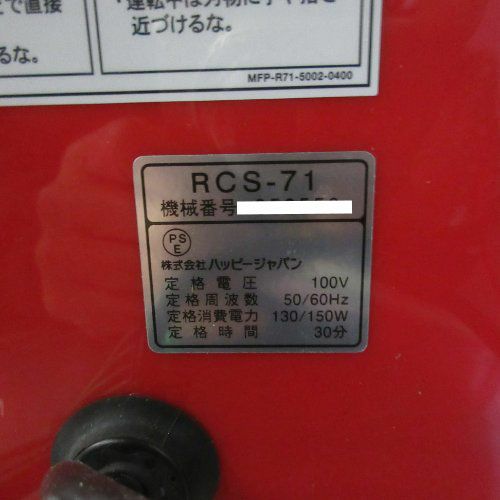 で直接
るな。
近づけるな。
MFP-R71-5002-0400
RCS-71
機械番号
PS
E
株式会社ハッピージャパン
定格電圧 100V
定格周波数 50/60Hz
定格消費電力 130/150W
定格時間 30分